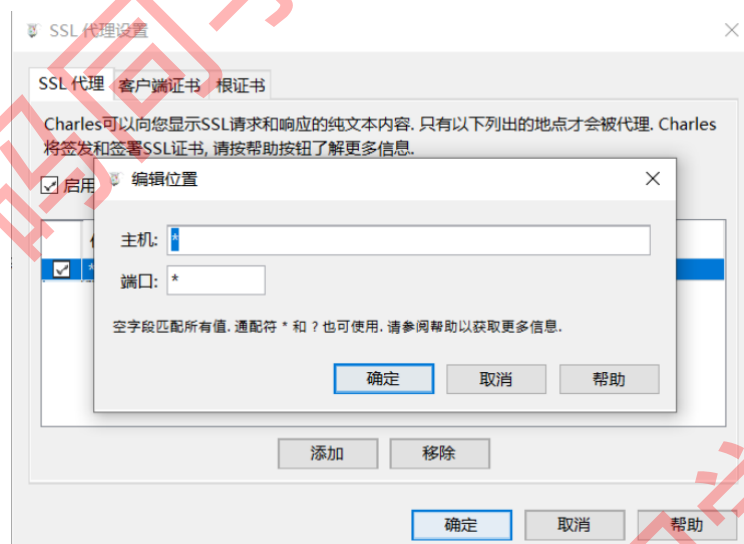 SSL 代理设置
SSL 代理 客户端证书 根证书
Charles可以向您显示SSL请求和响应的纯文本内容. 只有以下列出的地点才会被代理. Charles
将签发和签署SSL证书, 请按帮助按钮了解更多信息.
启用
编辑位置
主机: *
端口: *
空字段匹配所有值. 通配符 * 和 ? 也可使用. 请参阅帮助以获取更多信息.
确定 取消 帮助
添加 移除
确定 取消 帮助